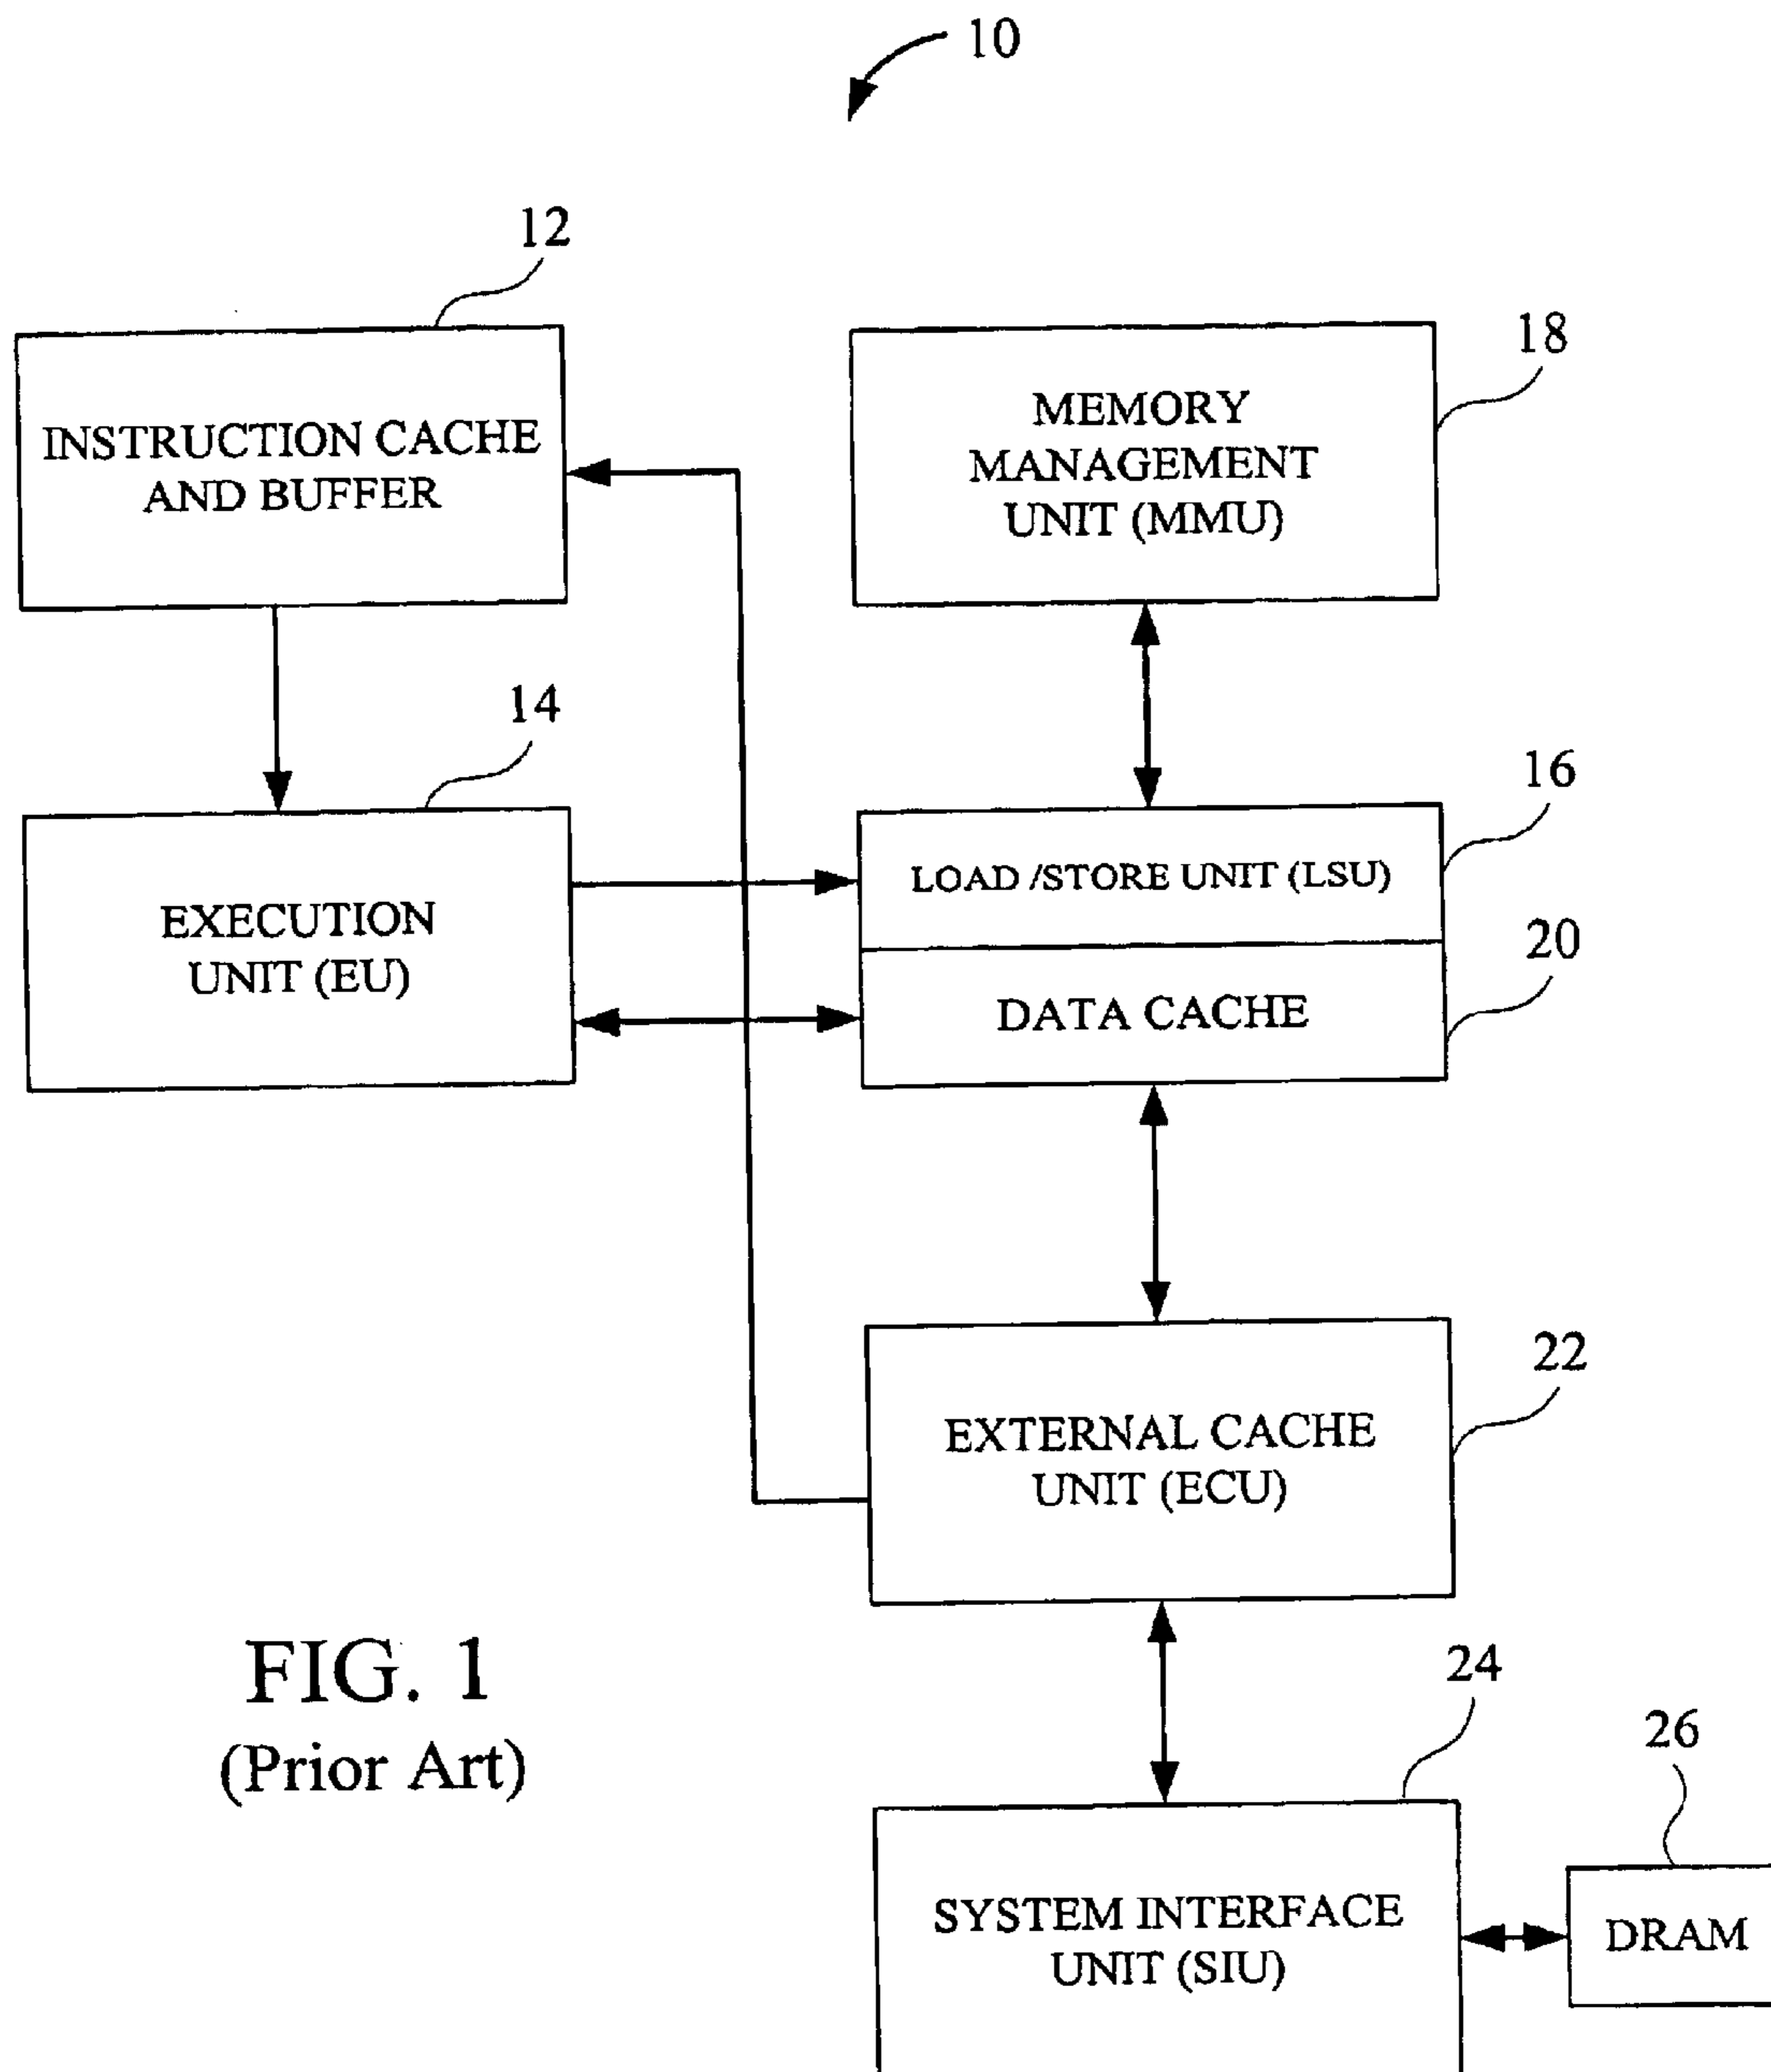 10
12
INSTRUCTION CACHE
AND BUFFER
18
MEMORY
MANAGEMENT
UNIT (MMU)
14
EXECUTION
UNIT (EU)
16
LOAD /STORE UNIT (LSU)
20
DATA CACHE
22
EXTERNAL CACHE
UNIT (ECU)
24
SYSTEM INTERFACE
UNIT (SIU)
26
DRAM
FIG. 1
(Prior Art)